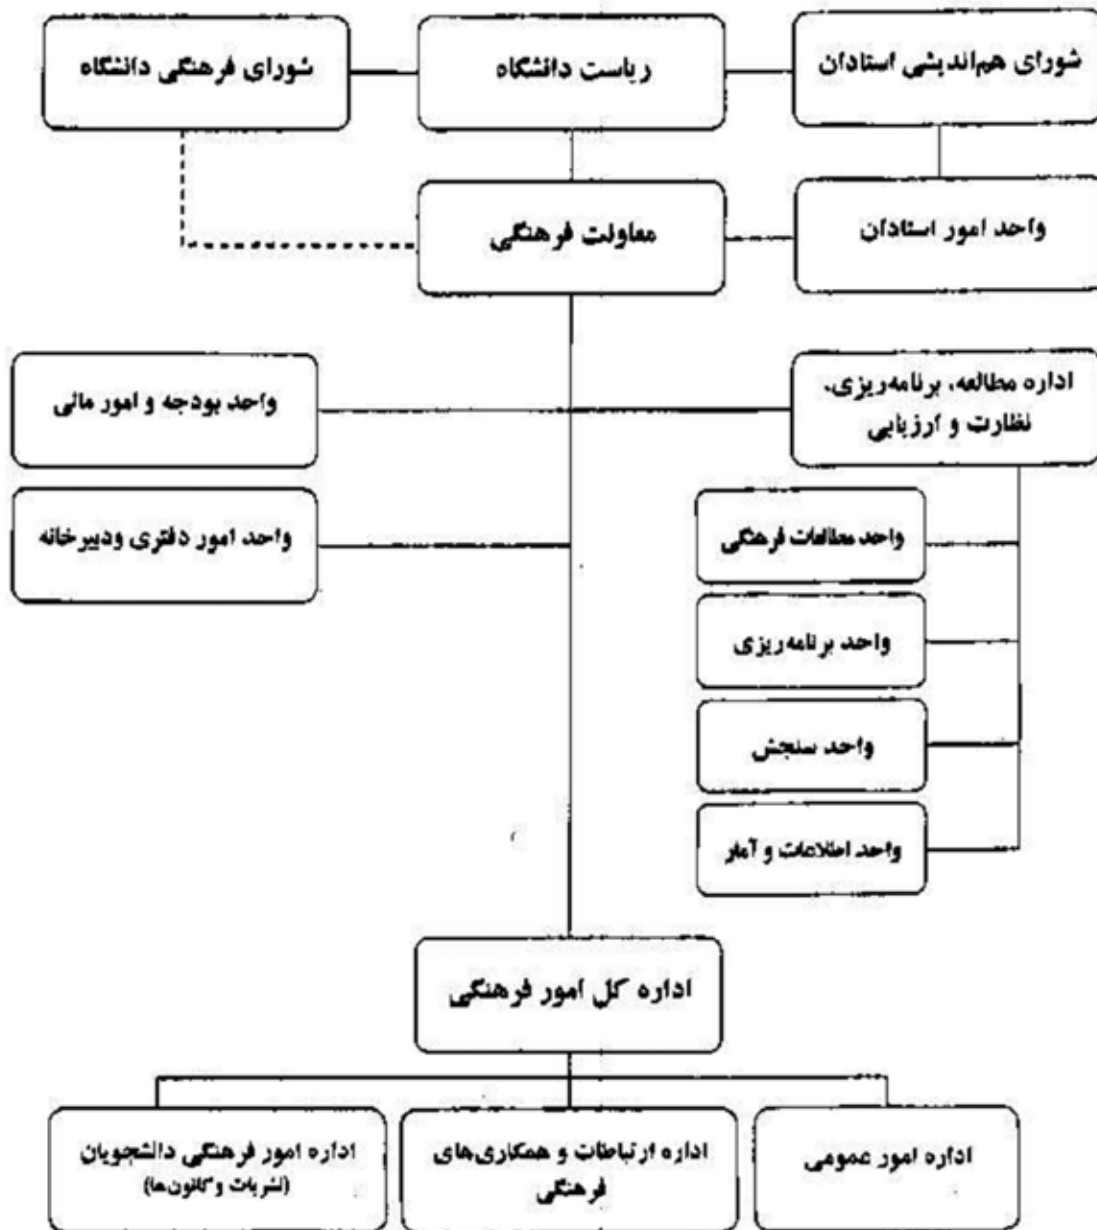 شورای هم‌اندیشی استادان
ریاست دانشگاه
شورای فرهنگی دانشگاه
واحد امور استادان
معاونت فرهنگی
اداره مطالعه، برنامه‌ریزی،
نظارت و ارزیابی
واحد بودجه و امور مالی
واحد امور دفتری ودبیرخانه
واحد مطالعات فرهنگی
واحد برنامه‌ریزی
واحد سنجش
واحد اطلاعات و آمار
اداره کل امور فرهنگی
اداره امور عمومی
اداره ارتباطات و همکاری‌های
فرهنگی
اداره امور فرهنگی دانشجویان
(نشریات و کانون‌ها)